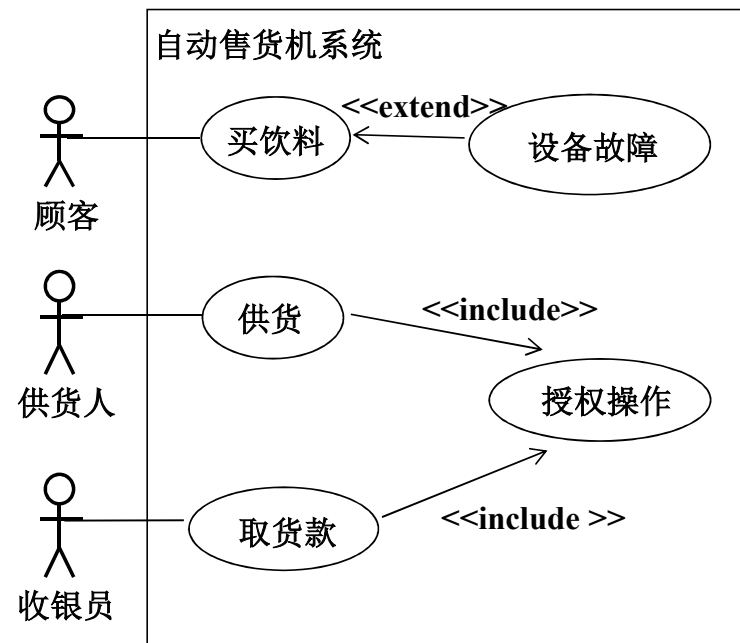 自动售货机系统
<<extend>>
买饮料
设备故障
顾客
供货
<<include>>
供货人
授权操作
取货款
<<include >>
收银员